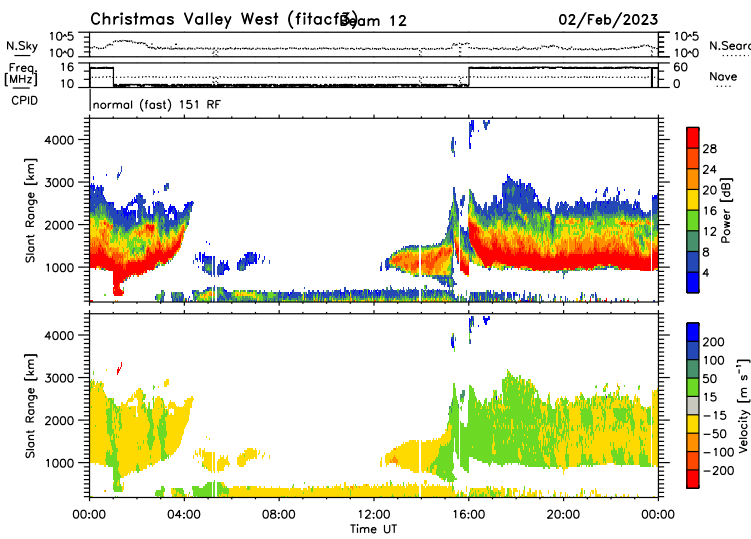 Christmas Valley West (fitacf3) Beam 12 02/Feb/2023
N.Sky 10^5 10^0 10^5 10^0 N.Searc
Freq. [MHz] 16 10 60 0 Nave
CPID normal (fast) 151 RF
Slant Range [km] 4000 3000 2000 1000
28 24 20 16 12 8 4 Power [dB]
Slant Range [km] 4000 3000 2000 1000
200 100 50 15 -15 -50 -100 -200 Velocity [m s⁻¹]
00:00 04:00 08:00 12:00 16:00 20:00 00:00
Time UT